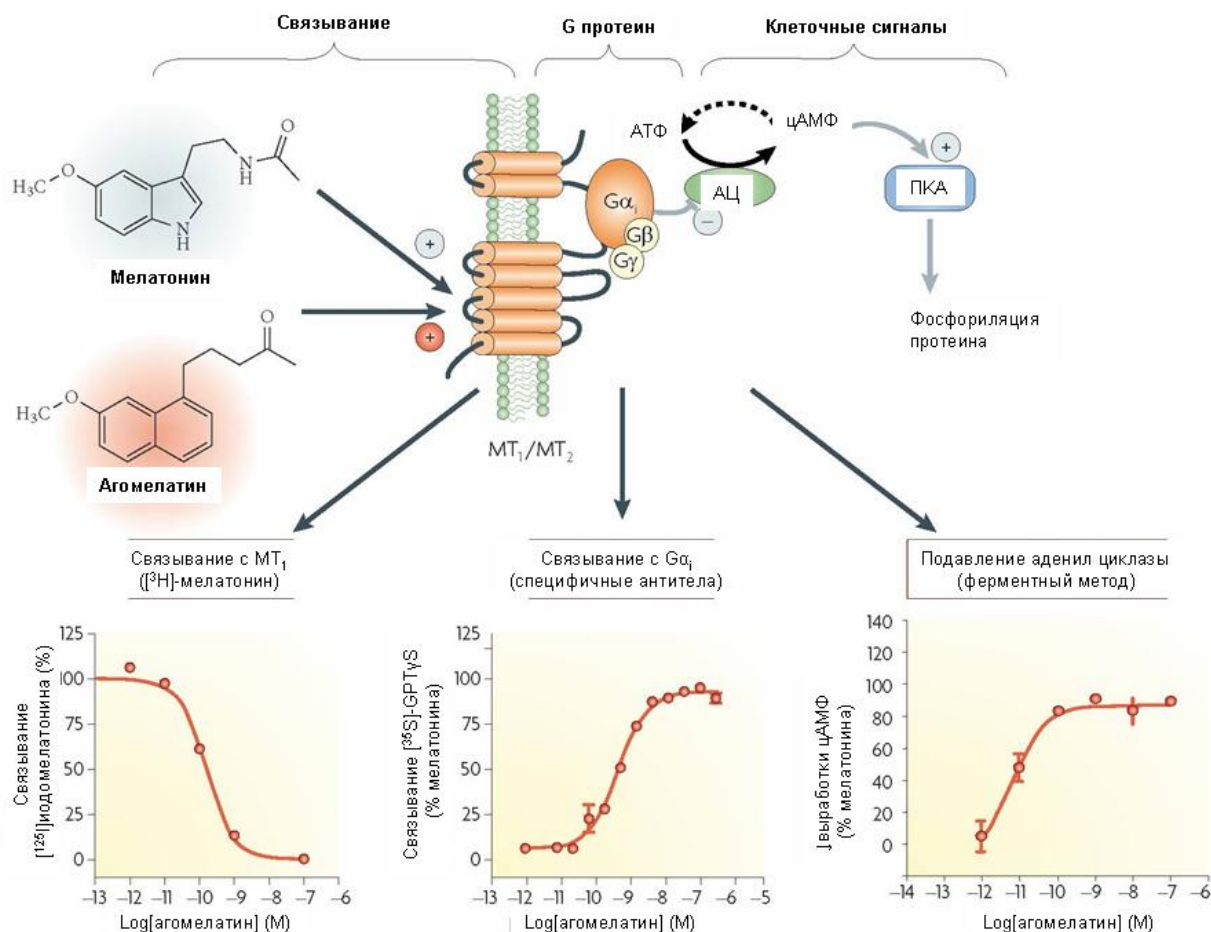 Связывание
G протеин
Клеточные сигналы
O
N
H
O
H₃C
N
H
Мелатонин
+
+
АТФ
цАМФ
АЦ
Gαᵢ
Gβ
Gγ
−
+
ПКА
Фосфориляция
протеина
O
O
H₃C
Агомелатин
MT₁/MT₂
Связывание с MT₁
([³H]-мелатонин)
Связывание с Gαᵢ
(специфичные антитела)
Подавление аденил циклазы
(ферментный метод)
Связывание
[¹²⁵I]иодомелатонина (%)
125
100
75
50
25
0
−13 −12 −11 −10 −9 −8 −7 −6
Log[агомелатин] (M)
Связывание [³⁵S]-GPTγS
(% мелатонина)
125
100
75
50
25
0
−13 −12 −11 −10 −9 −8 −7 −6 −5
Log[агомелатин] (M)
↓выработки цАМФ
(% мелатонина)
140
120
100
80
60
40
20
0
−14 −13 −12 −11 −10 −9 −8 −7 −6
Log[агомелатин] (M)